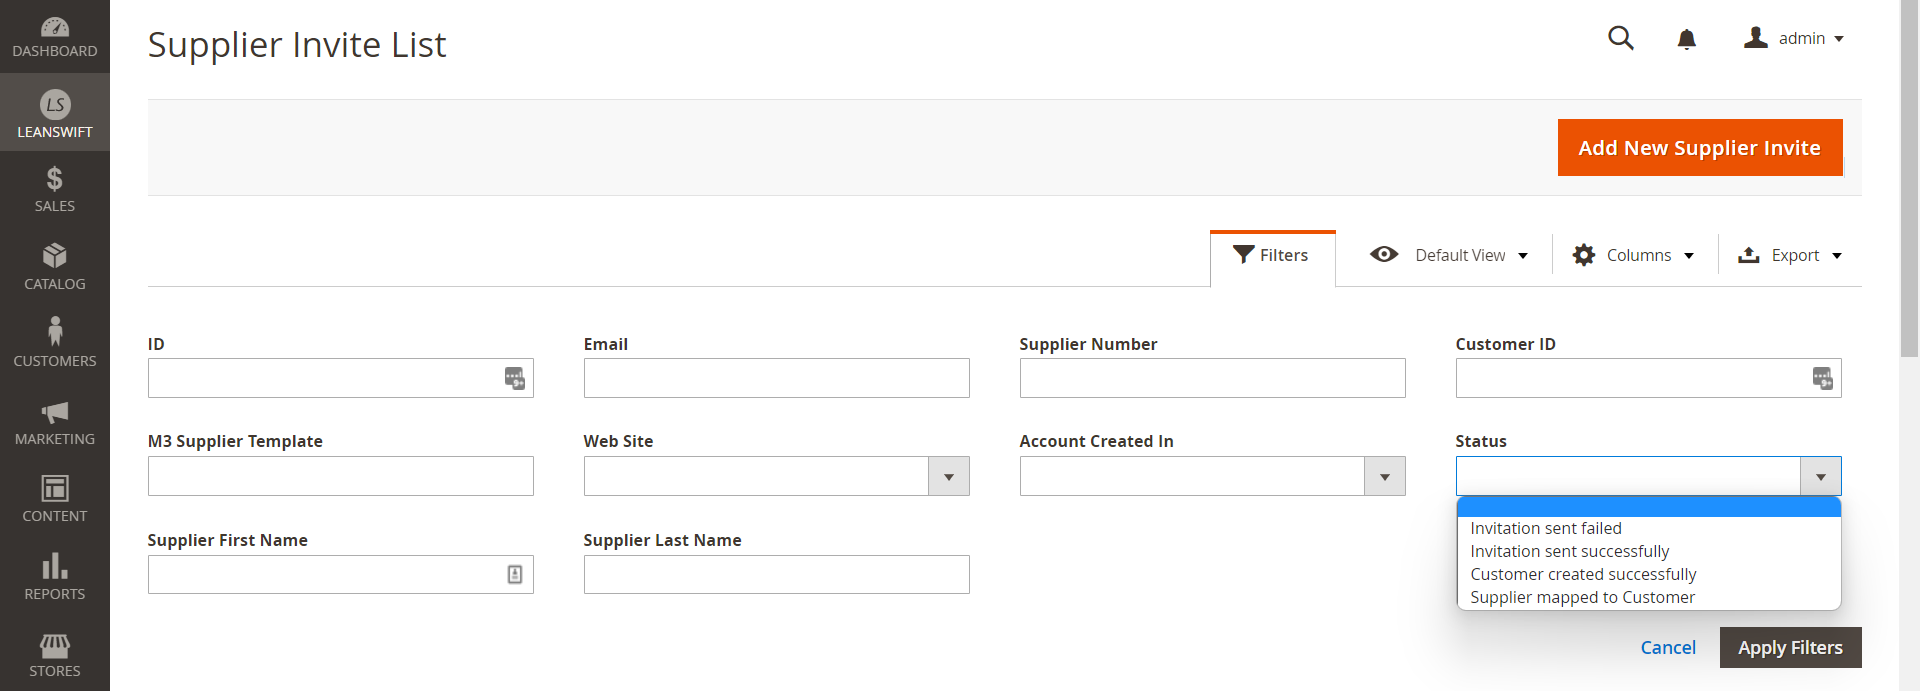 DASHBOARD
LS
LEANSWIFT
SALES
CATALOG
CUSTOMERS
MARKETING
CONTENT
REPORTS
STORES
Supplier Invite List
admin
Add New Supplier Invite
Filters
Default View
Columns
Export
ID
Email
Supplier Number
Customer ID
M3 Supplier Template
Web Site
Account Created In
Status
Invitation sent failed
Invitation sent successfully
Customer created successfully
Supplier mapped to Customer
Supplier First Name
Supplier Last Name
Cancel
Apply Filters